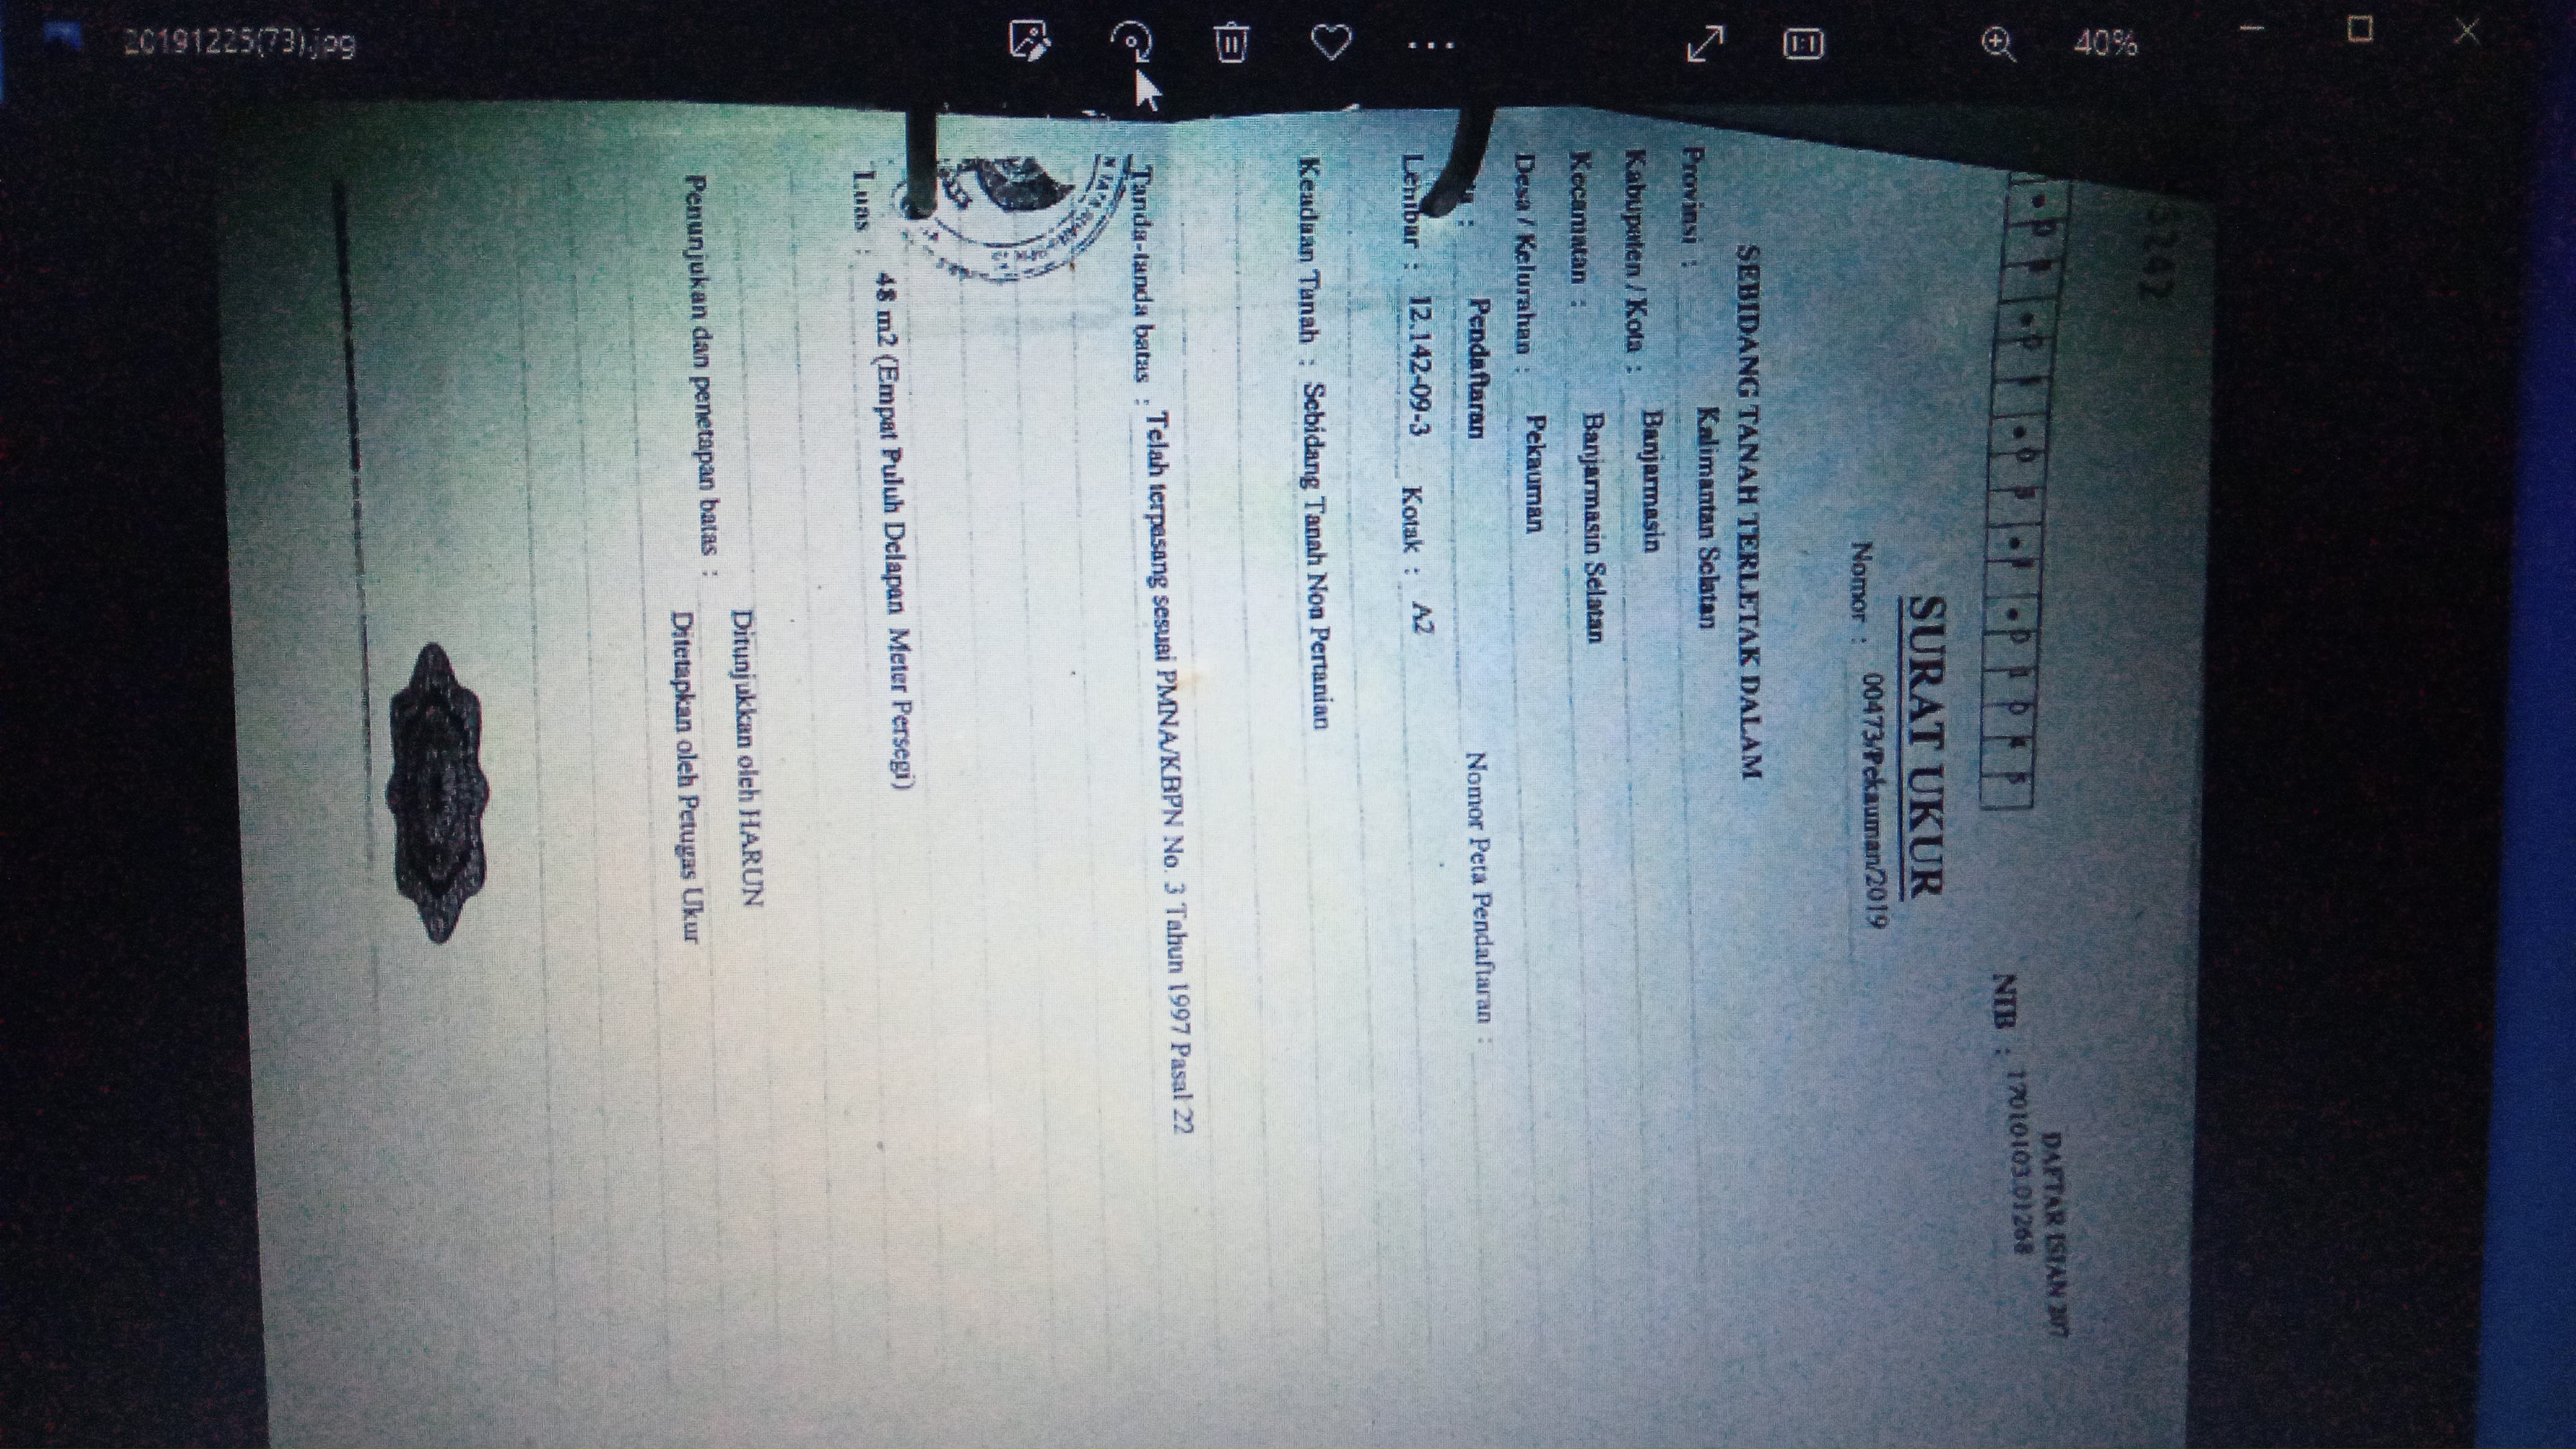 20191225(73).jpg
40%
5242
DAFTAR ISIAN 207
NIB : 17010103.01268
SURAT UKUR
Nomor : 00473/Pekauman/2019
SEBIDANG TANAH TERLETAK DALAM
Provinsi : Kalimantan Selatan
Kabupaten / Kota : Banjarmasin
Kecamatan : Banjarmasin Selatan
Desa / Kelurahan : Pekauman
: Pendaftaran Nomor Peta Pendaftaran :
Lembar : 12.142-09-3 Kotak : A2
Keadaan Tanah : Sebidang Tanah Non Pertanian
Tanda-tanda batas : Telah terpasang sesuai PMNA/KBPN No. 3 Tahun 1997 Pasal 22
Luas : 48 m2 (Empat Puluh Delapan Meter Persegi)
Penunjukan dan penetapan batas : Ditunjukkan oleh HARUN
Ditetapkan oleh Petugas Ukur